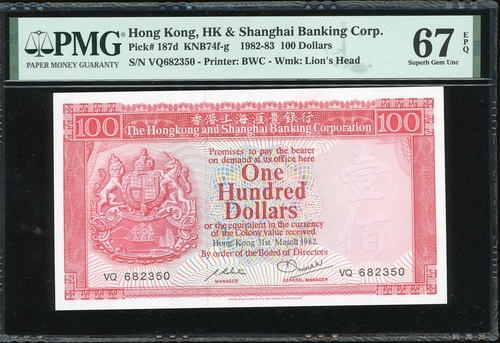 PMG
PAPER MONEY GUARANTY
Hong Kong, HK & Shanghai Banking Corp.
Pick# 187d KNB74f-g 1982-83 100 Dollars
S/N VQ682350 - Printer: BWC - Wmk: Lion's Head
67 EPQ
Superb Gem Unc
100 香港上海滙豐銀行 100
The Hongkong and Shanghai Banking Corporation
Promises to pay the bearer
on demand at its office here
One
Hundred
Dollars
or the equivalent in the currency
of the Colony value received
Hong Kong 31st March 1982.
By order of the Board of Directors
壹佰
VQ 682350
VQ 682350
MANAGER
GENERAL MANAGER